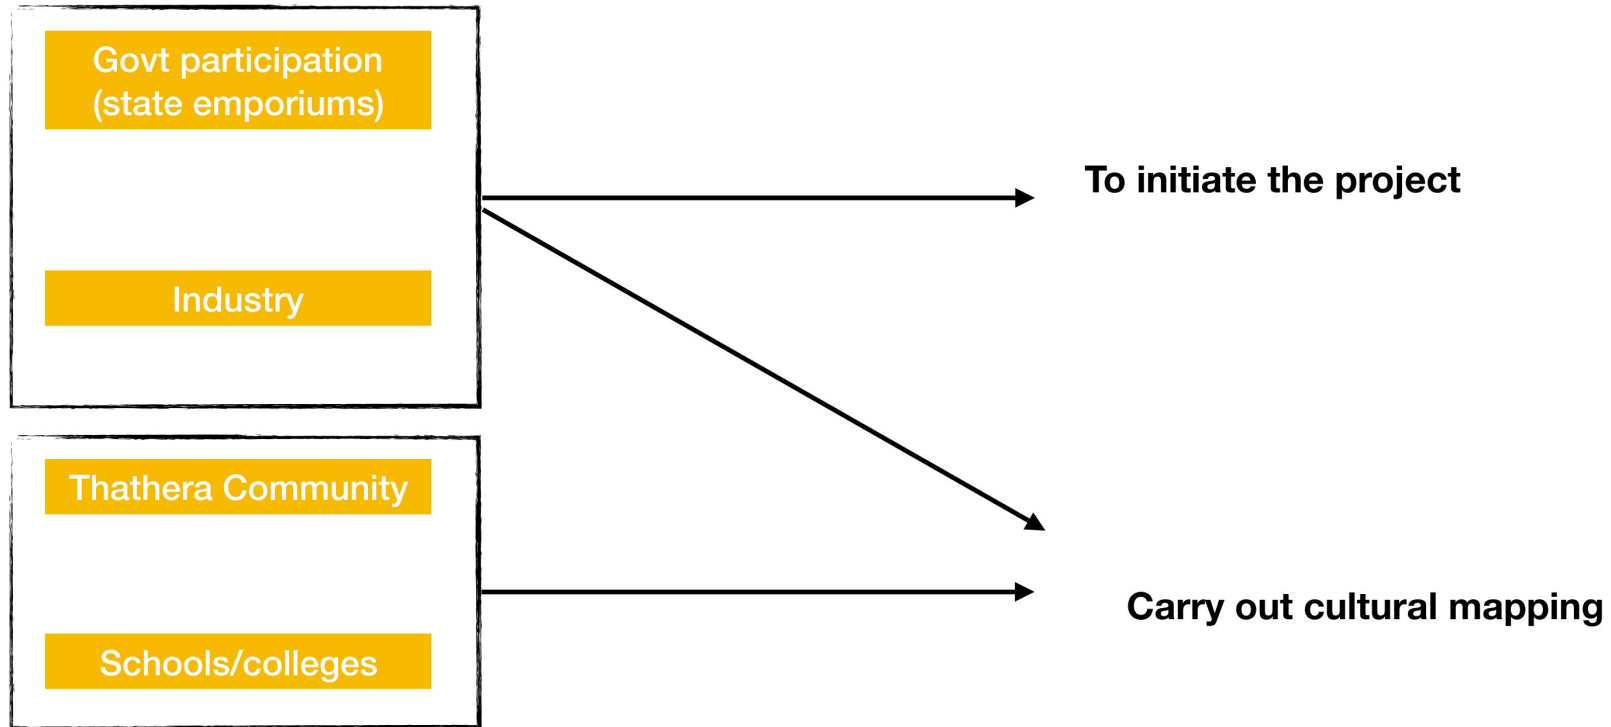 Govt participation
(state emporiums)
To initiate the project
Industry
Thathera Community
Carry out cultural mapping
Schools/colleges